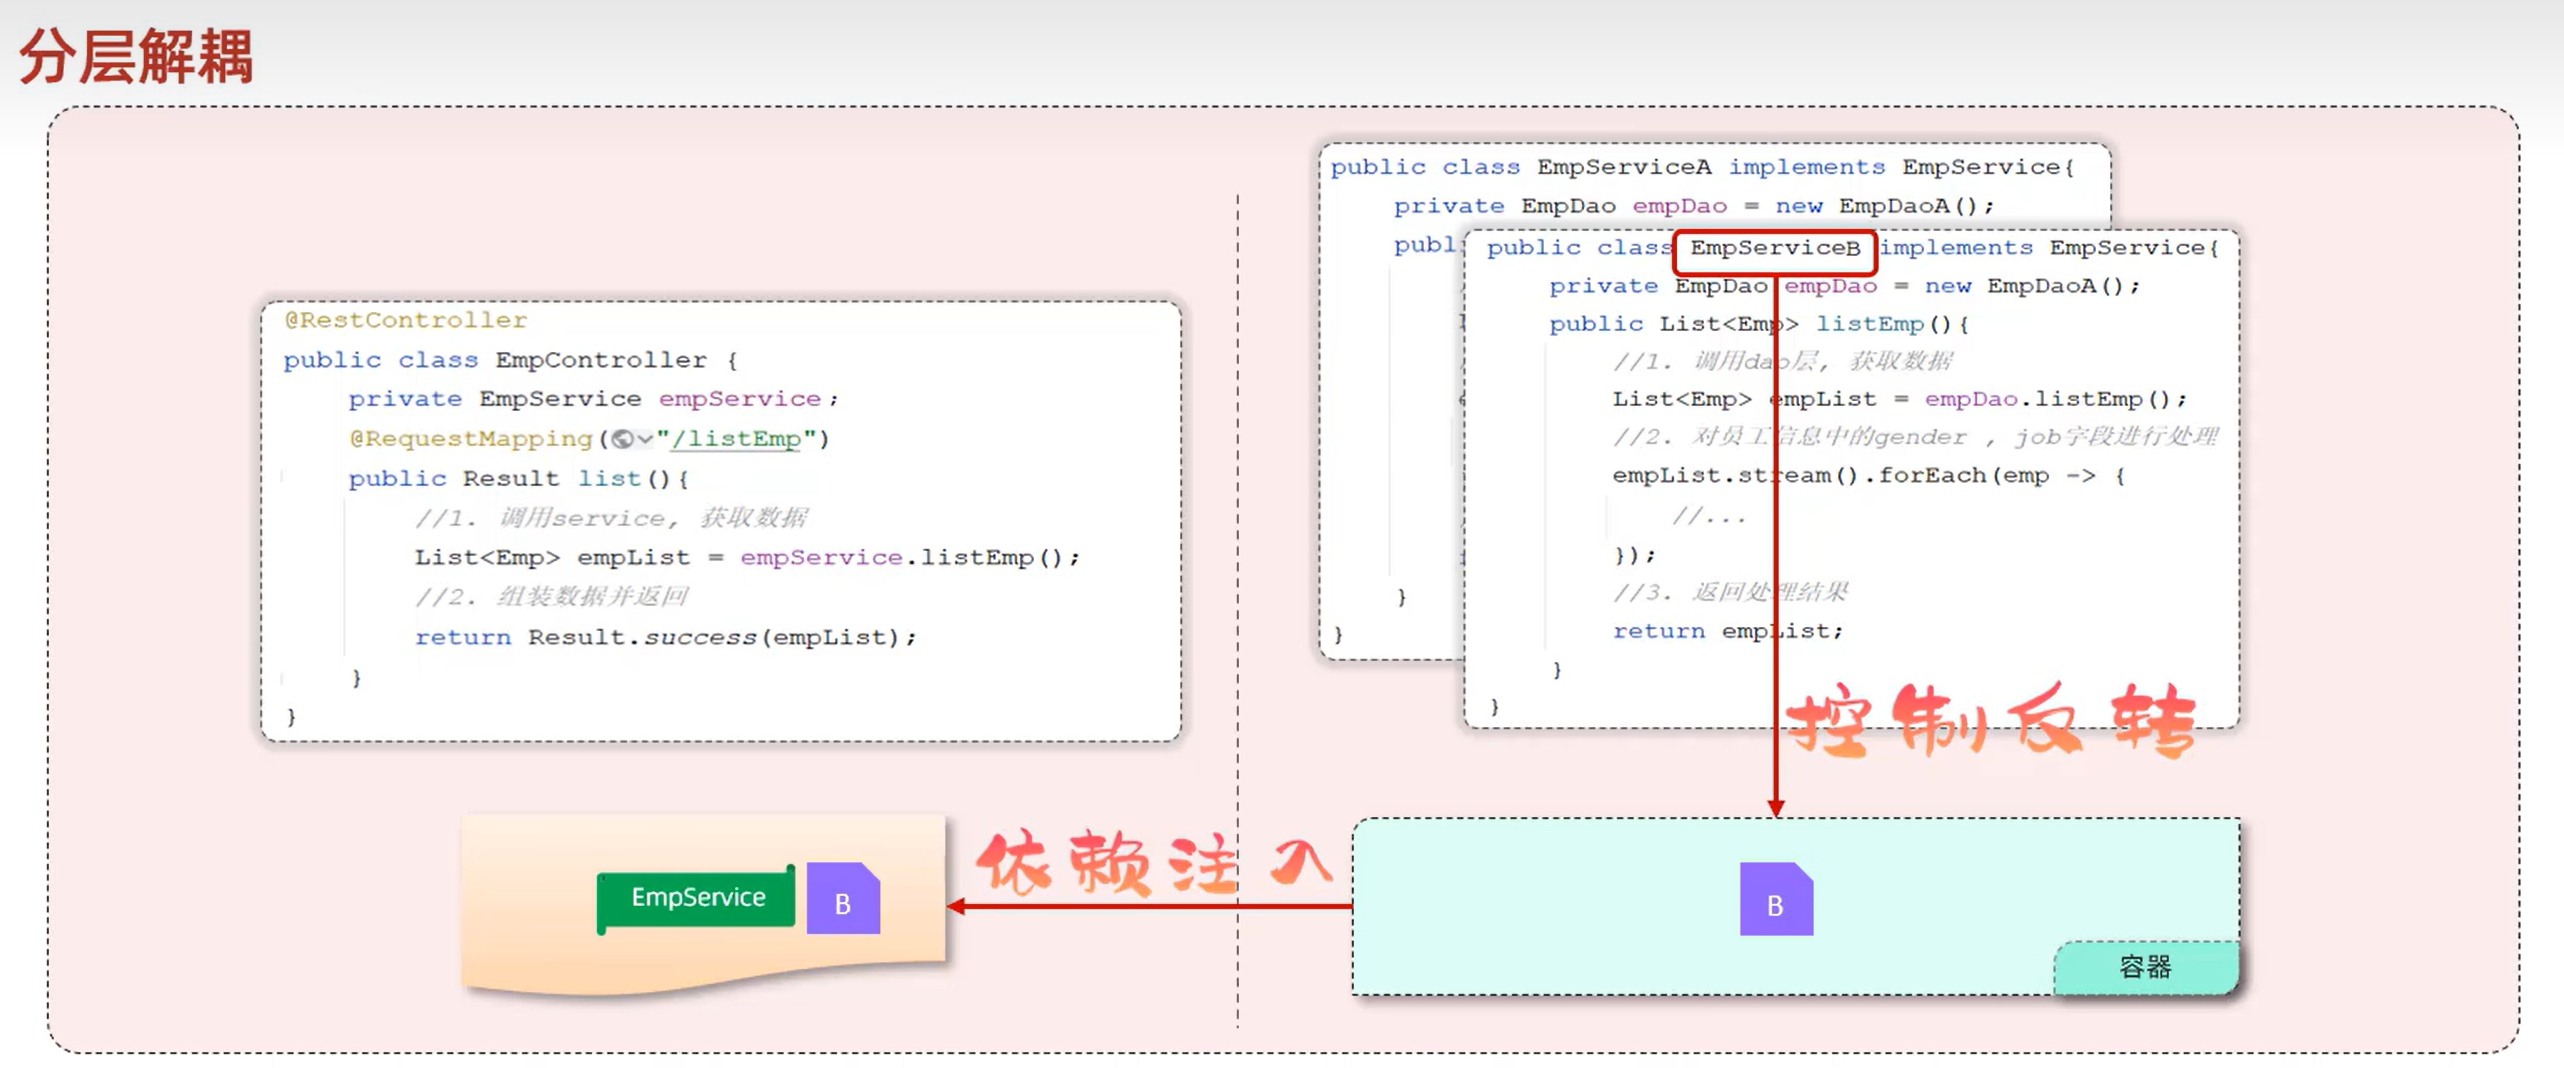 分层解耦
@RestController
public class EmpController {
private EmpService empService;
@RequestMapping("/listEmp")
public Result list(){
//1. 调用service, 获取数据
List<Emp> empList = empService.listEmp();
//2. 组装数据并返回
return Result.success(empList);
}
}
public class EmpServiceA implements EmpService{
private EmpDao empDao = new EmpDaoA();
publ
}
}
public class EmpServiceB implements EmpService{
private EmpDao empDao = new EmpDaoA();
public List<Emp> listEmp(){
//1. 调用dao层, 获取数据
List<Emp> empList = empDao.listEmp();
//2. 对员工信息中的gender , job字段进行处理
empList.stream().forEach(emp -> {
//...
});
//3. 返回处理结果
return empList;
}
}
控制反转
依赖注入
EmpService
B
B
容器